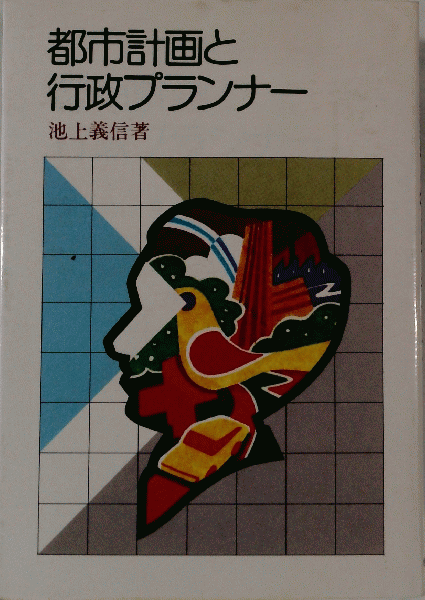 都市計画と
行政プランナー
池上義信著